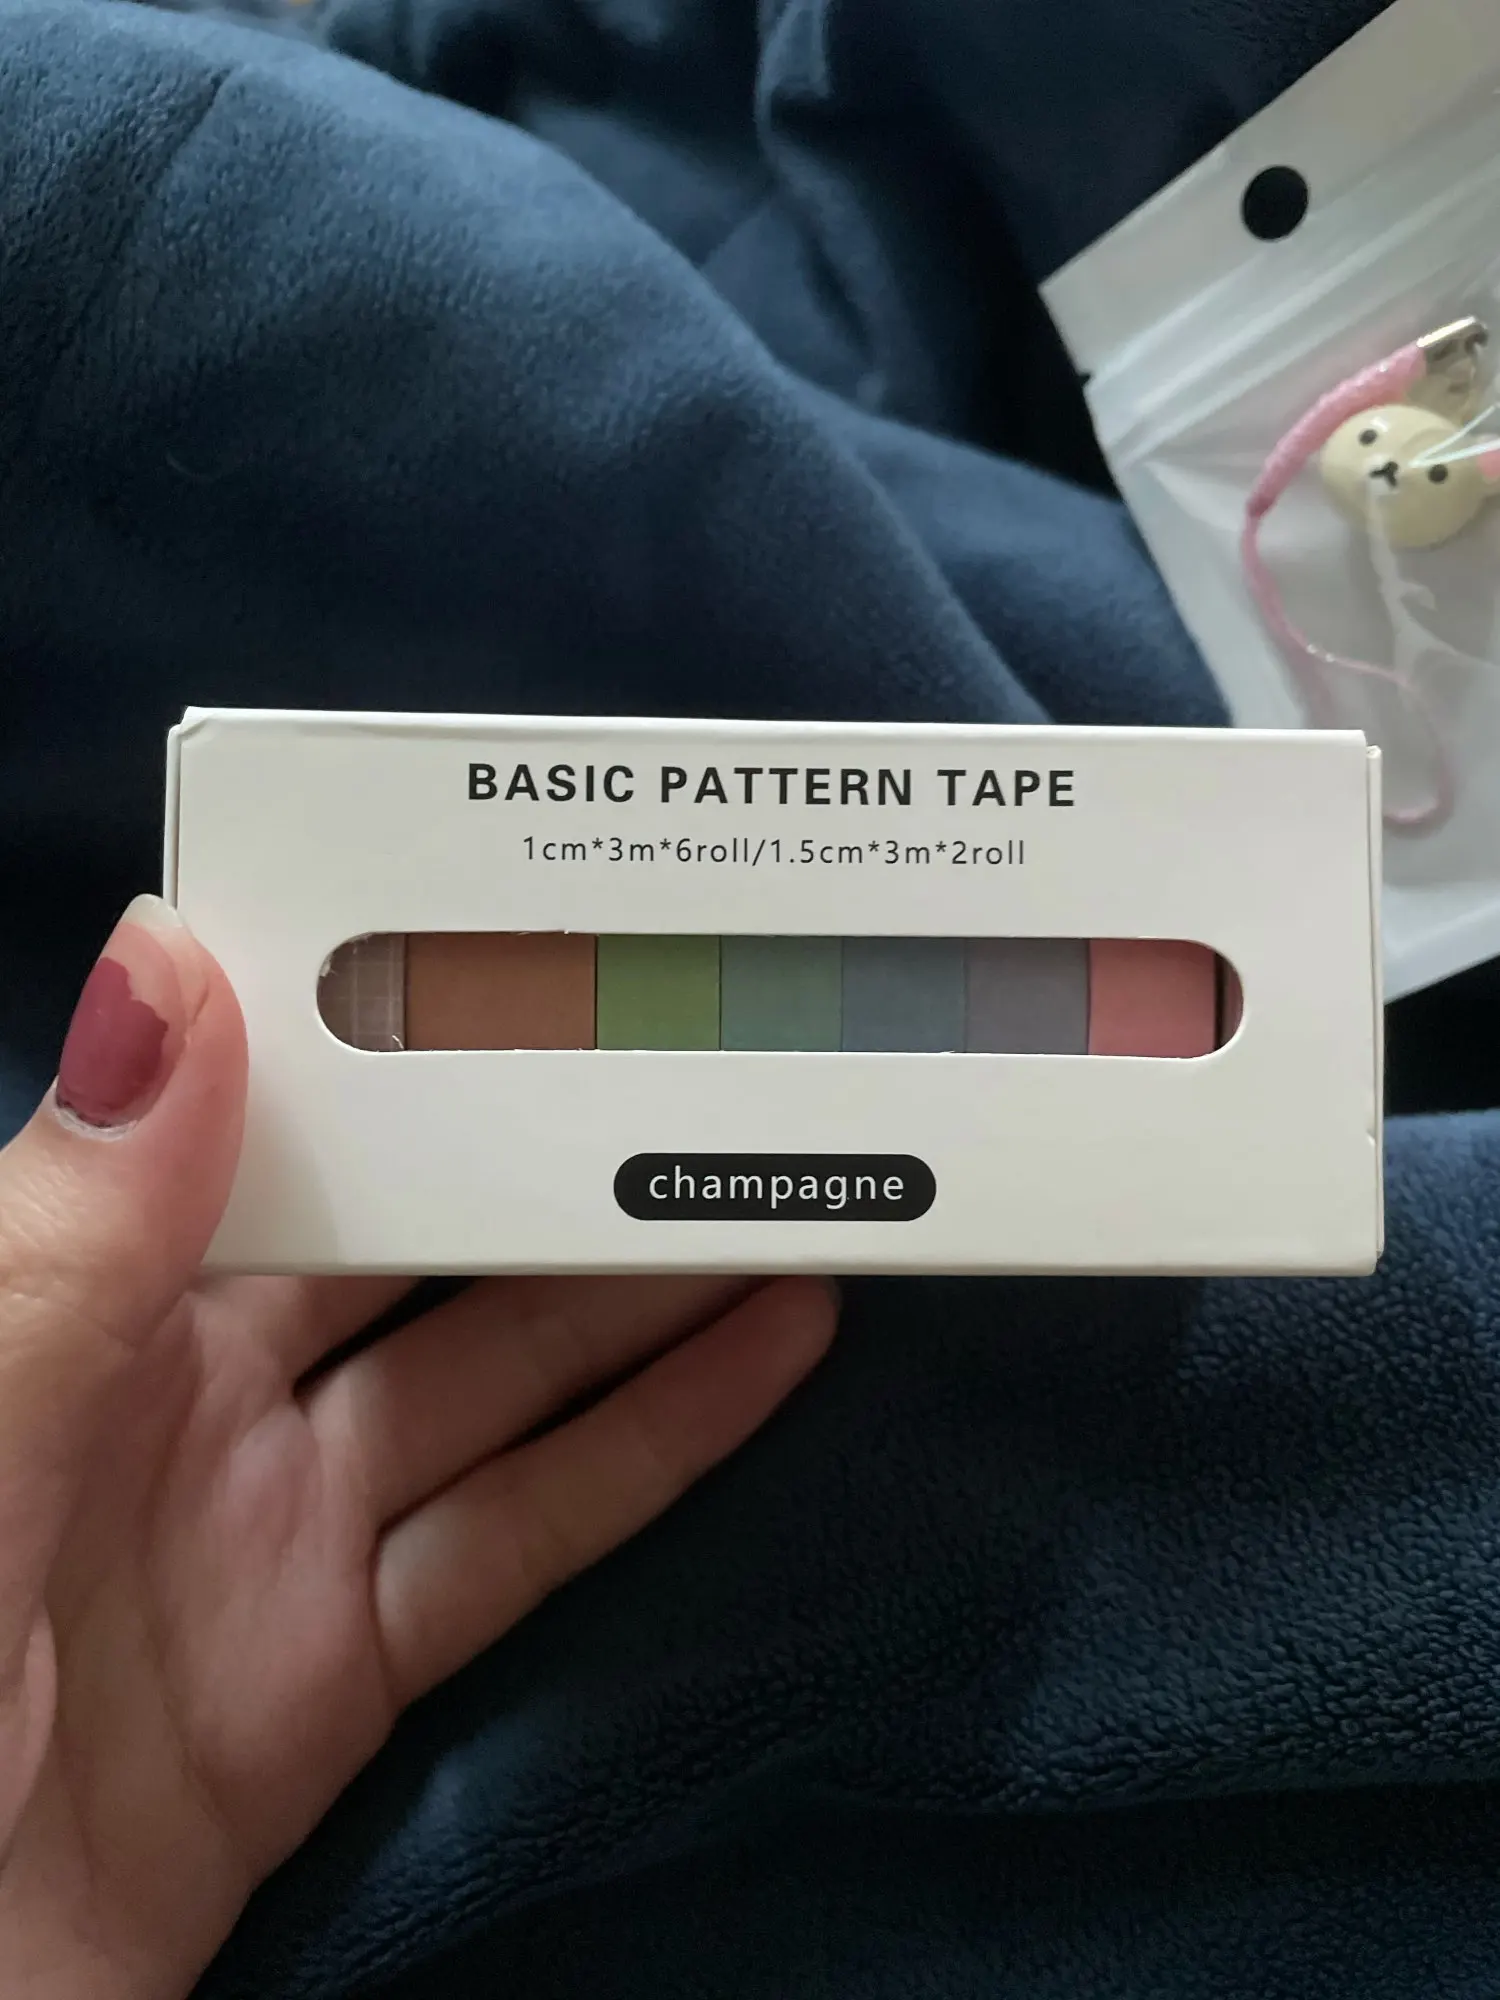 BASIC PATTERN TAPE
1cm*3m*6roll/1.5cm*3m*2roll
champagne